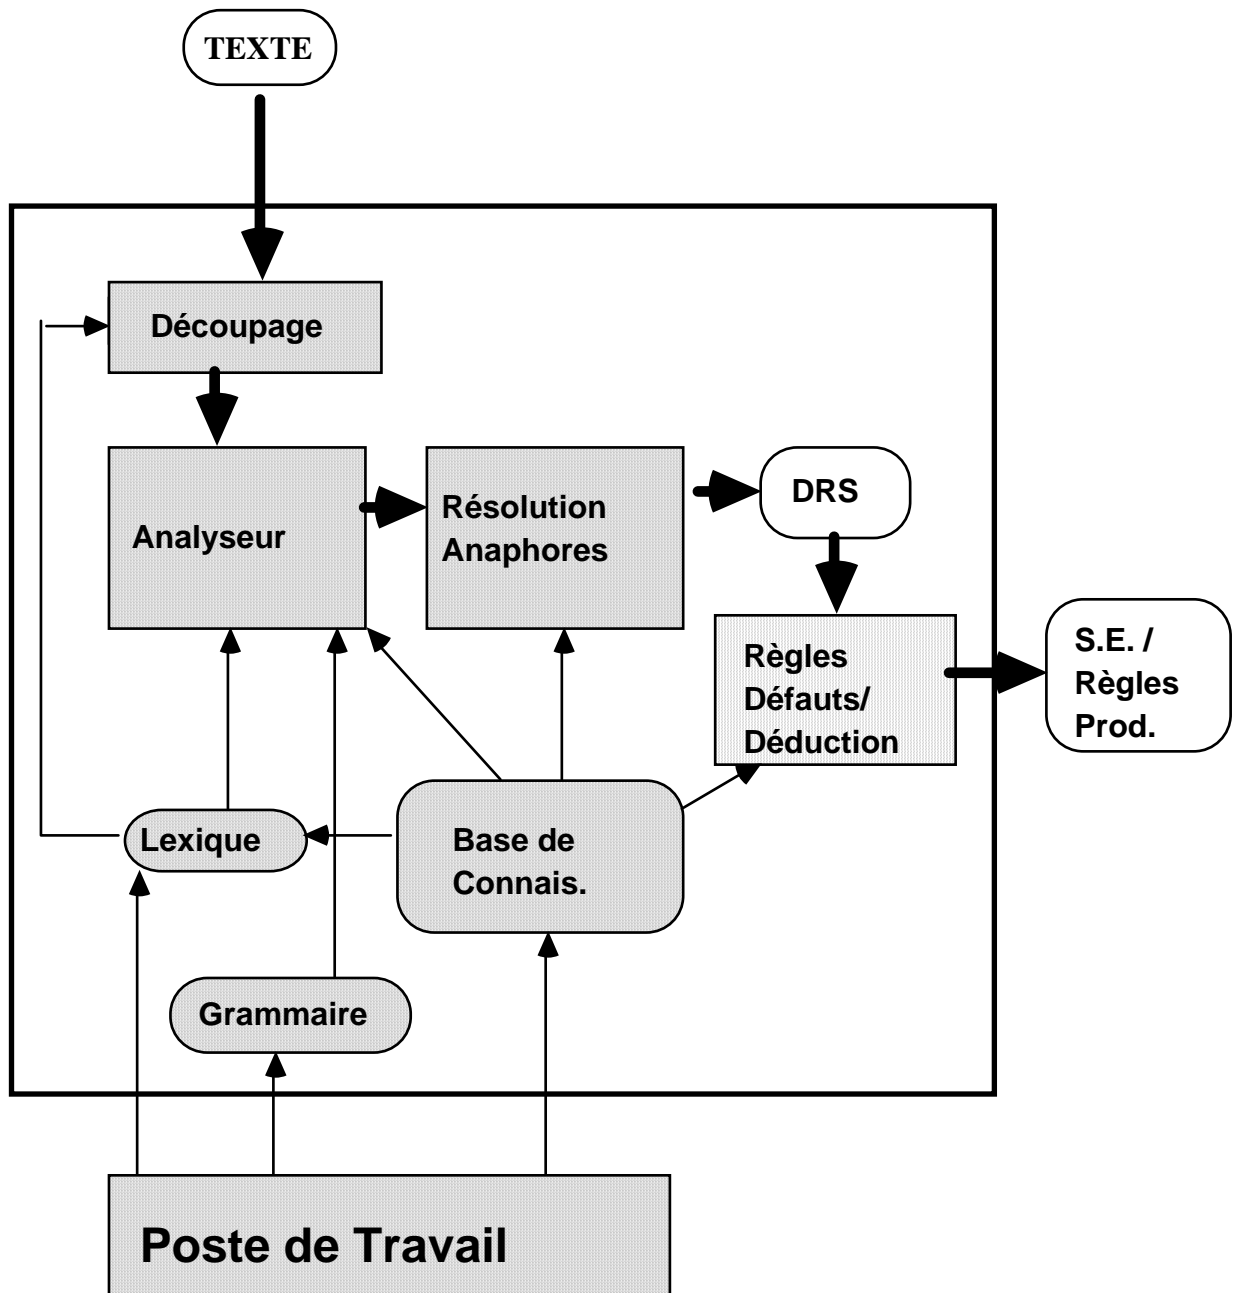 TEXTE
Découpage
Analyseur
Résolution
Anaphores
DRS
Règles
Défauts/
Déduction
S.E. /
Règles
Prod.
Lexique
Base de
Connais.
Grammaire
Poste de Travail